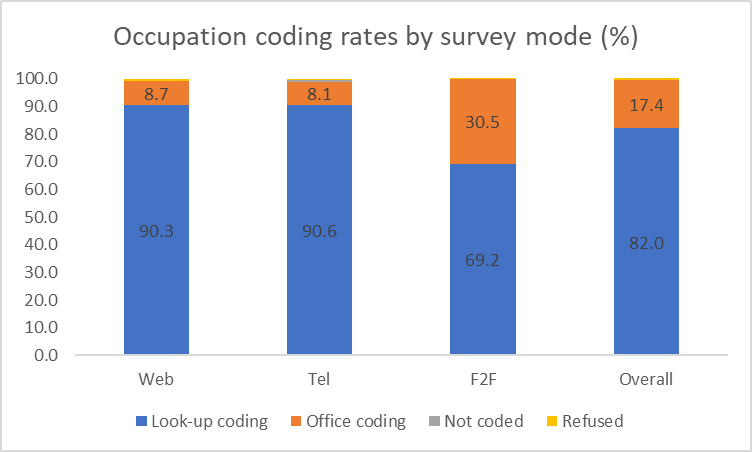 Occupation coding rates by survey mode (%)
100.0
90.0
80.0
70.0
60.0
50.0
40.0
30.0
20.0
10.0
0.0
8.7 8.1 30.5 17.4
90.3 90.6 69.2 82.0
Web Tel F2F Overall
Look-up coding Office coding Not coded Refused